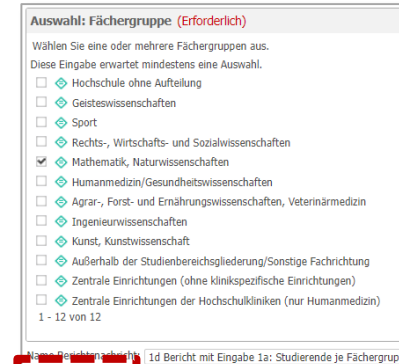 Auswahl: Fächergruppe (Erforderlich)
Wählen Sie eine oder mehrere Fächergruppen aus.
Diese Eingabe erwartet mindestens eine Auswahl.
Hochschule ohne Aufteilung
Geisteswissenschaften
Sport
Rechts-, Wirtschafts- und Sozialwissenschaften
Mathematik, Naturwissenschaften
Humanmedizin/Gesundheitswissenschaften
Agrar-, Forst- und Ernährungswissenschaften, Veterinärmedizin
Ingenieurwissenschaften
Kunst, Kunstwissenschaft
Außerhalb der Studienbereichsgliederung/Sonstige Fachrichtung
Zentrale Einrichtungen (ohne klinikspezifische Einrichtungen)
Zentrale Einrichtungen der Hochschulkliniken (nur Humanmedizin)
1 - 12 von 12
Name Berichtsnachricht: 1d Bericht mit Eingabe 1a: Studierende je Fächergrup